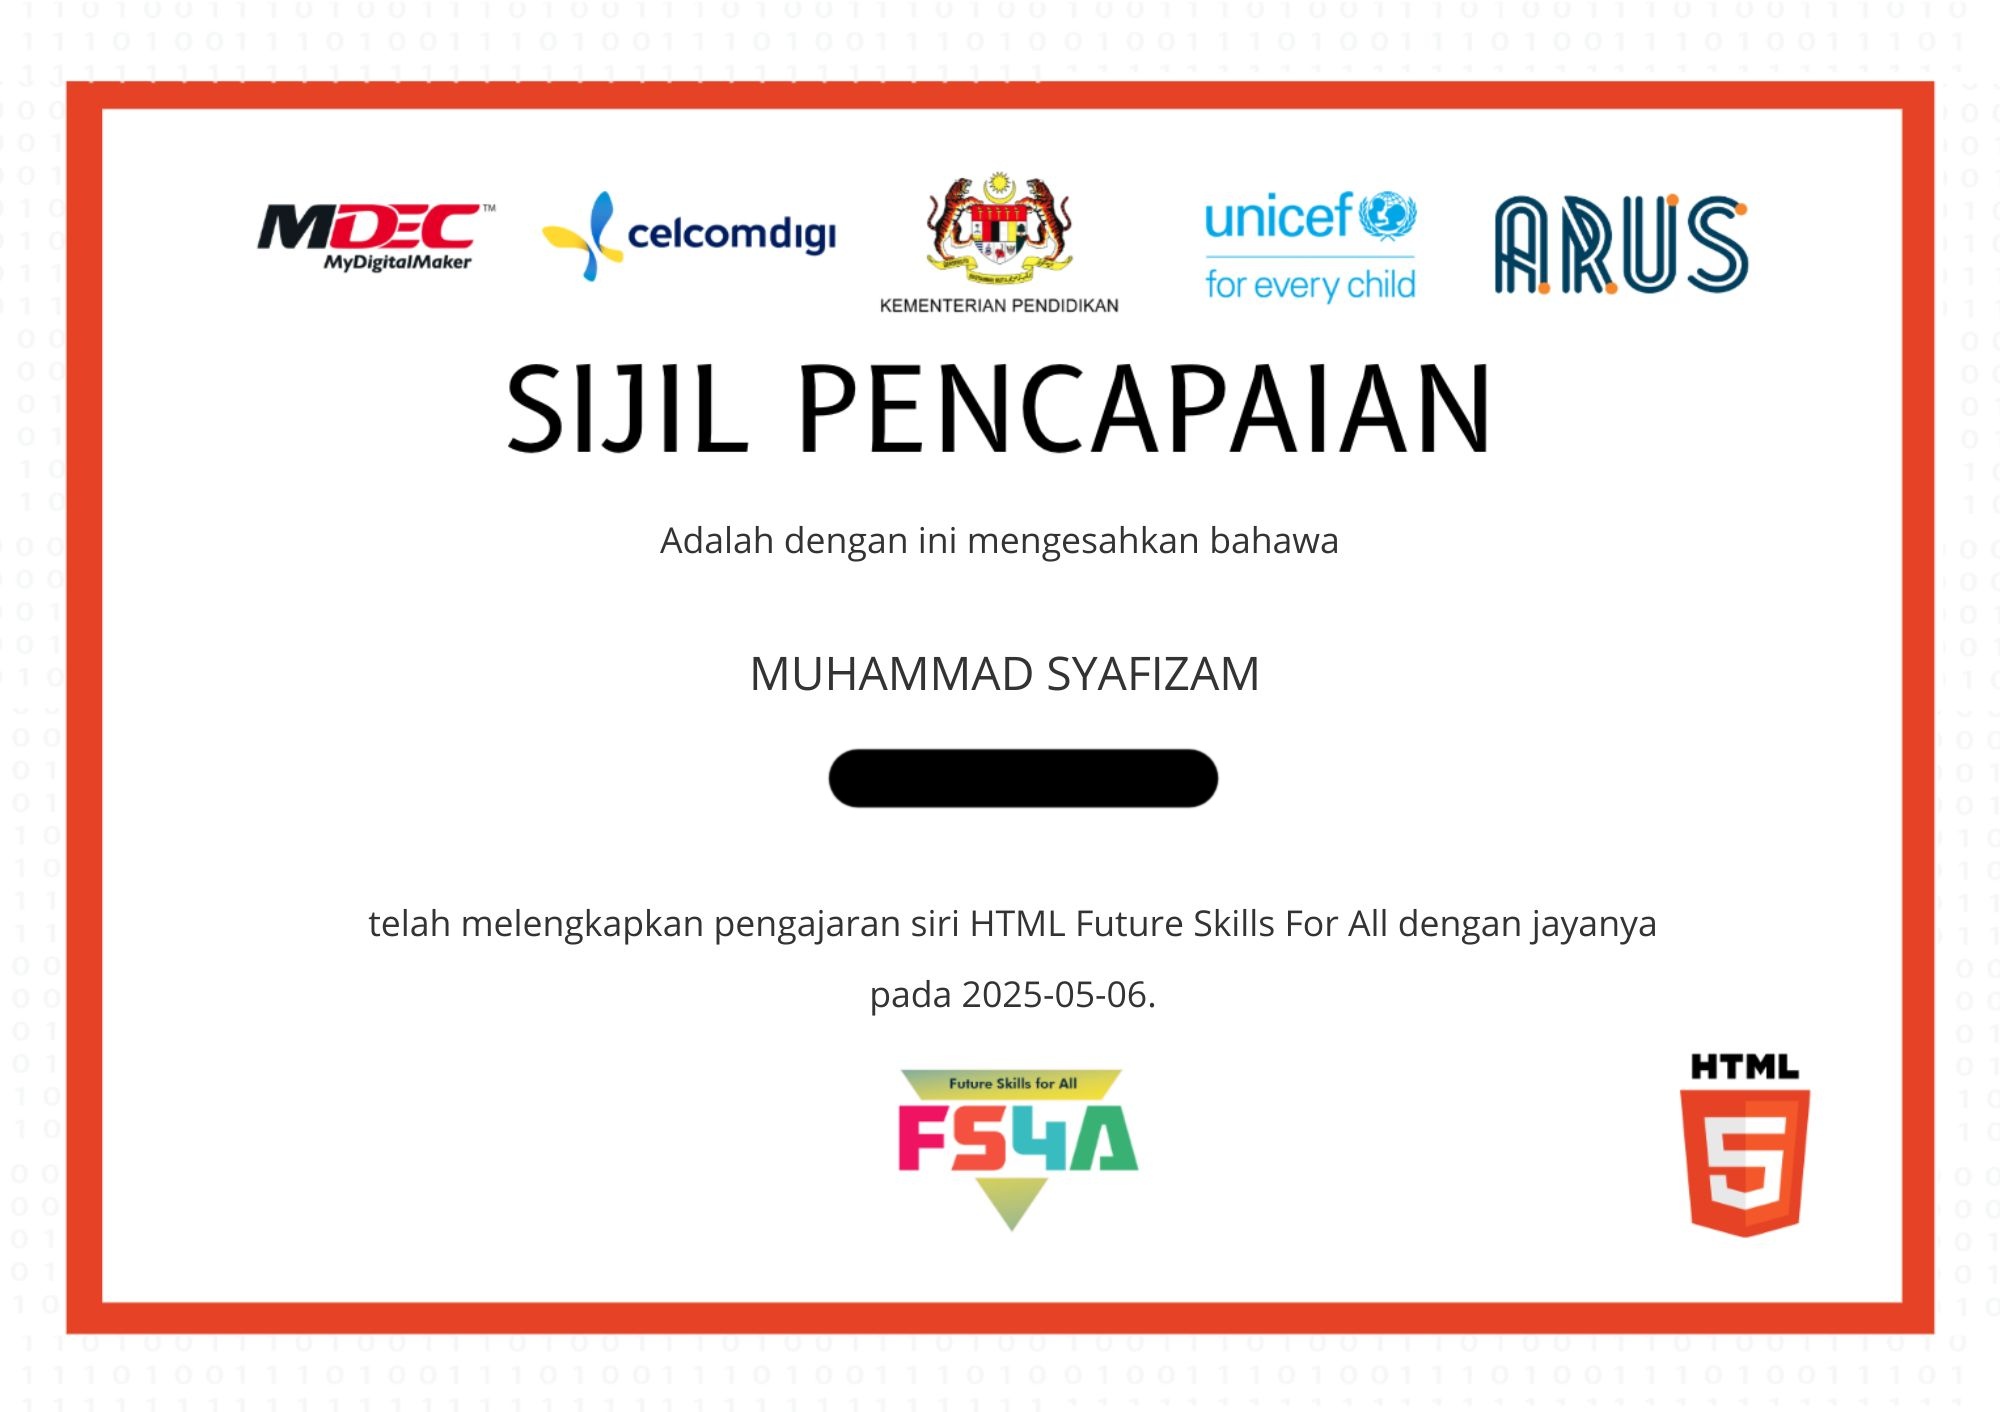 MDEC™ celcomdigi unicef ARUS
MyDigitalMaker
for every child
KEMENTERIAN PENDIDIKAN
SIJIL PENCAPAIAN
Adalah dengan ini mengesahkan bahawa
MUHAMMAD SYAFIZAM
telah melengkapkan pengajaran siri HTML Future Skills For All dengan jayanya
pada 2025-05-06.
Future Skills for All
FS4A
HTML
5